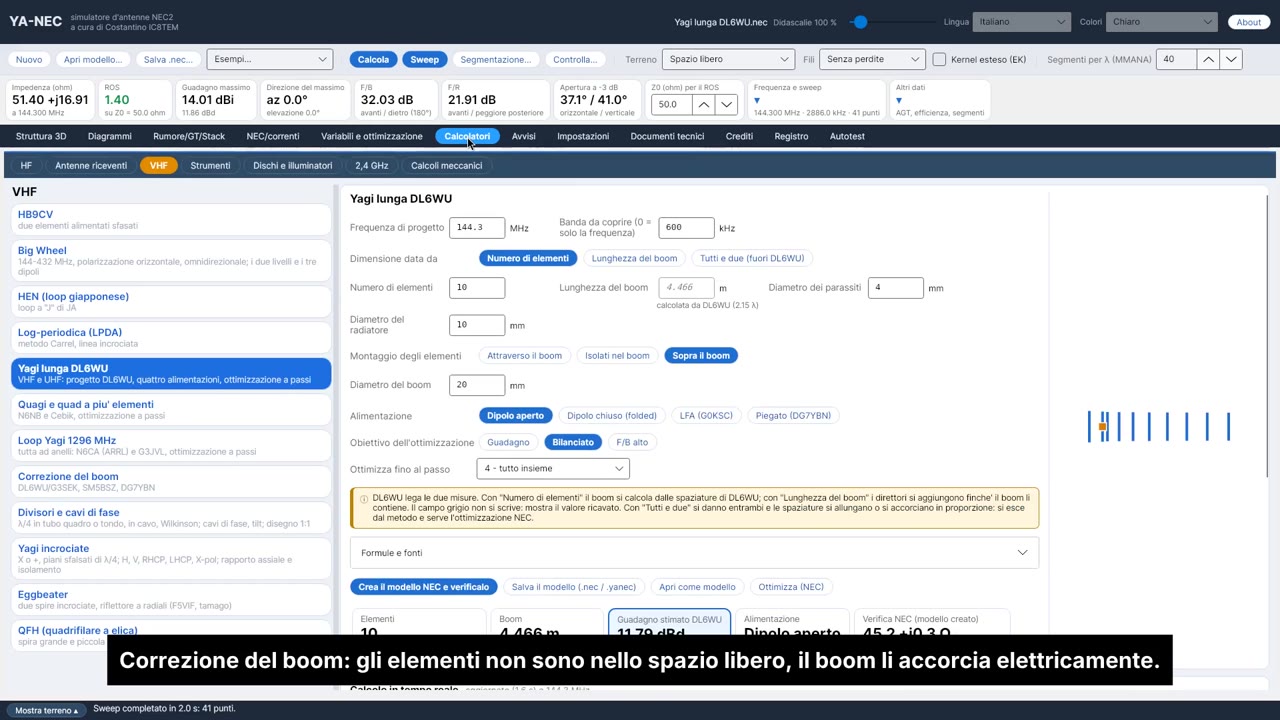 YA-NEC
simulatore d'antenne NEC2
a cura di Costantino IC8TEM
Yagi lunga DL6WU.nec
Didascalie 100 %
Lingua
Italiano
Colori
Chiaro
About
Nuovo
Apri modello...
Salva .nec...
Esempi...
Calcola
Sweep
Segmentazione...
Controlla...
Terreno
Spazio libero
Fili
Senza perdite
Kernel esteso (EK)
Segmenti per λ (MMANA)
40
Impedenza (ohm)
51.40 +j16.91
a 144.300 MHz
ROS
1.40
su Z0 = 50.0 ohm
Guadagno massimo
14.01 dBi
11.86 dBd
Direzione del massimo
az 0.0°
elevazione 0.0°
F/B
32.03 dB
avanti / dietro (180°)
F/R
21.91 dB
avanti / peggiore posteriore
Apertura a -3 dB
37.1° / 41.0°
orizzontale / verticale
Z0 (ohm) per il ROS
50.0
Frequenza e sweep
▼
144.300 MHz · 2886.0 kHz · 41 punti
Altri dati
▼
AGT, efficienza, segmenti
Struttura 3D
Diagrammi
Rumore/GT/Stack
NEC/correnti
Variabili e ottimizzazione
Calcolatori
Avvisi
Impostazioni
Documenti tecnici
Crediti
Registro
Autotest
HF
Antenne riceventi
VHF
Strumenti
Dischi e illuminatori
2,4 GHz
Calcoli meccanici
VHF
HB9CV
due elementi alimentati sfasati
Big Wheel
144-432 MHz, polarizzazione orizzontale, omnidirezionale; i due livelli e i tre
dipoli
HEN (loop giapponese)
loop a "J" di JA
Log-periodica (LPDA)
metodo Carrel, linea incrociata
Yagi lunga DL6WU
VHF e UHF: progetto DL6WU, quattro alimentazioni, ottimizzazione a passi
Quagi e quad a piu' elementi
N6NB e Cebik, ottimizzazione a passi
Loop Yagi 1296 MHz
tutta ad anelli: N6CA (ARRL) e G3JVL, ottimizzazione a passi
Correzione del boom
DL6WU/G3SEK, SM5BSZ, DG7YBN
Divisori e cavi di fase
λ/4 in tubo quadro o tondo, in cavo, Wilkinson; cavi di fase, tilt; disegno 1:1
Yagi incrociate
X o +, piani sfalsati di λ/4; H, V, RHCP, LHCP, X-pol; rapporto assiale e
isolamento
Eggbeater
due spire incrociate, riflettore a radiali (F5VIF, tamago)
QFH (quadrifilare a elica)
spira grande e piccola
Yagi lunga DL6WU
Frequenza di progetto
144.3
MHz
Banda da coprire (0 =
solo la frequenza)
600
kHz
Dimensione data da
Numero di elementi
Lunghezza del boom
Tutti e due (fuori DL6WU)
Numero di elementi
10
Lunghezza del boom
4.466
m
calcolata da DL6WU (2.15 λ)
Diametro dei parassiti
4
mm
Diametro del
radiatore
10
mm
Montaggio degli elementi
Attraverso il boom
Isolati nel boom
Sopra il boom
Diametro del boom
20
mm
Alimentazione
Dipolo aperto
Dipolo chiuso (folded)
LFA (G0KSC)
Piegato (DG7YBN)
Obiettivo dell'ottimizzazione
Guadagno
Bilanciato
F/B alto
Ottimizza fino al passo
4 - tutto insieme
DL6WU lega le due misure. Con "Numero di elementi" il boom si calcola dalle spaziature di DL6WU; con "Lunghezza del boom" i direttori si aggiungono finche' il boom li
contiene. Il campo grigio non si scrive: mostra il valore ricavato. Con "Tutti e due" si danno entrambi e le spaziature si allungano o si accorciano in proporzione: si esce
dal metodo e serve l'ottimizzazione NEC.
Formule e fonti
Crea il modello NEC e verificalo
Salva il modello (.nec / .yanec)
Apri come modello
Ottimizza (NEC)
Elementi
10
Boom
4.466 m
Guadagno stimato DL6WU
11.79 dBd
Alimentazione
Dipolo aperto
Verifica NEC (modello creato)
45.2 +j0.3 Ω
Correzione del boom: gli elementi non sono nello spazio libero, il boom li accorcia elettricamente.
Mostra terreno ▴
Sweep completato in 2.0 s: 41 punti.